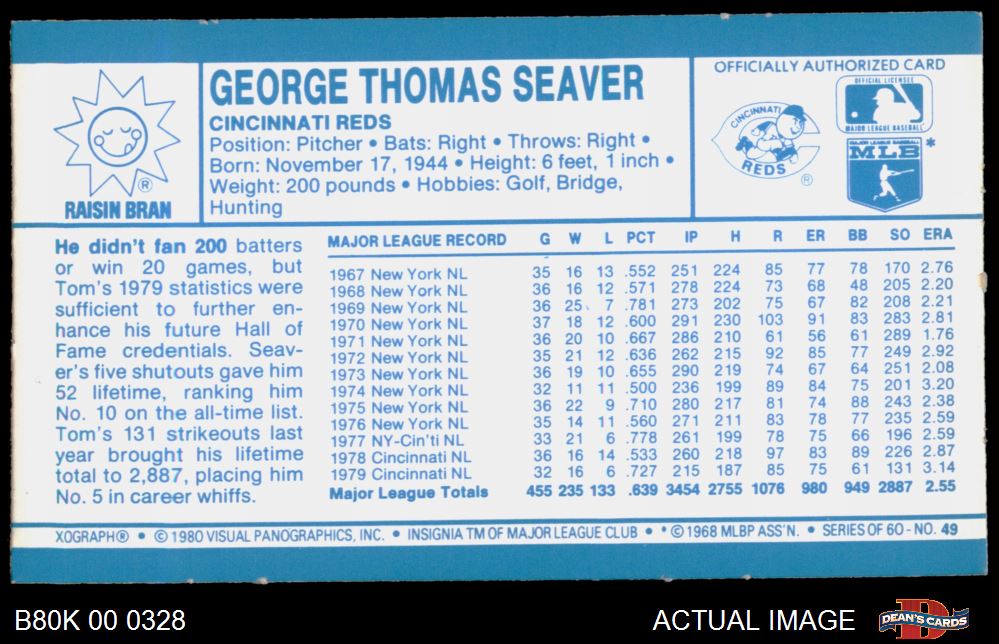 GEORGE THOMAS SEAVER
CINCINNATI REDS
Position: Pitcher • Bats: Right • Throws: Right •
Born: November 17, 1944 • Height: 6 feet, 1 inch •
Weight: 200 pounds • Hobbies: Golf, Bridge,
Hunting
®
RAISIN BRAN
OFFICIALLY AUTHORIZED CARD
OFFICIAL LICENSEE
MAJOR LEAGUE BASEBALL
CINCINNATI
REDS
®
MAJOR LEAGUE BASEBALL
MLB *
He didn't fan 200 batters
or win 20 games, but
Tom's 1979 statistics were
sufficient to further en-
hance his future Hall of
Fame credentials. Seav-
er's five shutouts gave him
52 lifetime, ranking him
No. 10 on the all-time list.
Tom's 131 strikeouts last
year brought his lifetime
total to 2,887, placing him
No. 5 in career whiffs.
MAJOR LEAGUE RECORD G W L PCT IP H R ER BB SO ERA
1967 New York NL 35 16 13 .552 251 224 85 77 78 170 2.76
1968 New York NL 36 16 12 .571 278 224 73 68 48 205 2.20
1969 New York NL 36 25 7 .781 273 202 75 67 82 208 2.21
1970 New York NL 37 18 12 .600 291 230 103 91 83 283 2.81
1971 New York NL 36 20 10 .667 286 210 61 56 61 289 1.76
1972 New York NL 35 21 12 .636 262 215 92 85 77 249 2.92
1973 New York NL 36 19 10 .655 290 219 74 67 64 251 2.08
1974 New York NL 32 11 11 .500 236 199 89 84 75 201 3.20
1975 New York NL 36 22 9 .710 280 217 81 74 88 243 2.38
1976 New York NL 35 14 11 .560 271 211 83 78 77 235 2.59
1977 NY-Cin'ti NL 33 21 6 .778 261 199 78 75 66 196 2.59
1978 Cincinnati NL 36 16 14 .533 260 218 97 83 89 226 2.87
1979 Cincinnati NL 32 16 6 .727 215 187 85 75 61 131 3.14
Major League Totals 455 235 133 .639 3454 2755 1076 980 949 2887 2.55
XOGRAPH® • © 1980 VISUAL PANOGRAPHICS, INC. • INSIGNIA TM OF MAJOR LEAGUE CLUB • * © 1968 MLBP ASS'N. • SERIES OF 60 - NO. 49
B80K 00 0328
ACTUAL IMAGE
DEAN'S CARDS